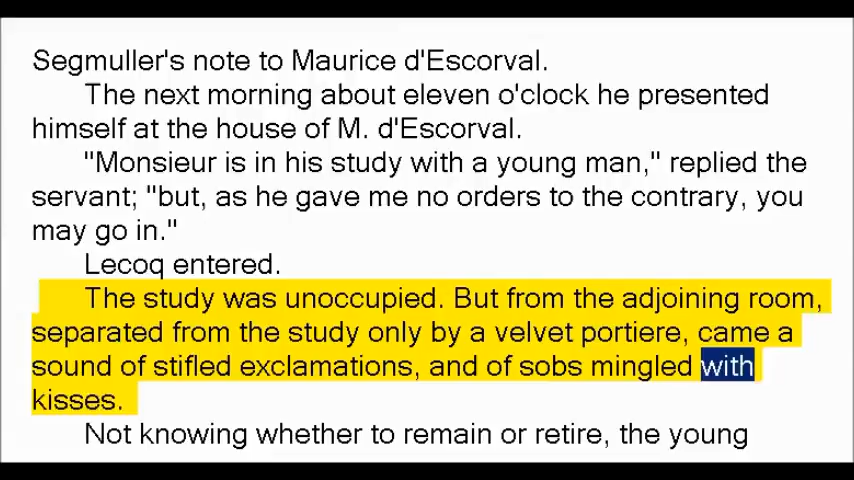 Segmuller's note to Maurice d'Escorval.
The next morning about eleven o'clock he presented
himself at the house of M. d'Escorval.
"Monsieur is in his study with a young man," replied the
servant; "but, as he gave me no orders to the contrary, you
may go in."
Lecoq entered.
The study was unoccupied. But from the adjoining room,
separated from the study only by a velvet portiere, came a
sound of stifled exclamations, and of sobs mingled with
kisses.
Not knowing whether to remain or retire, the young